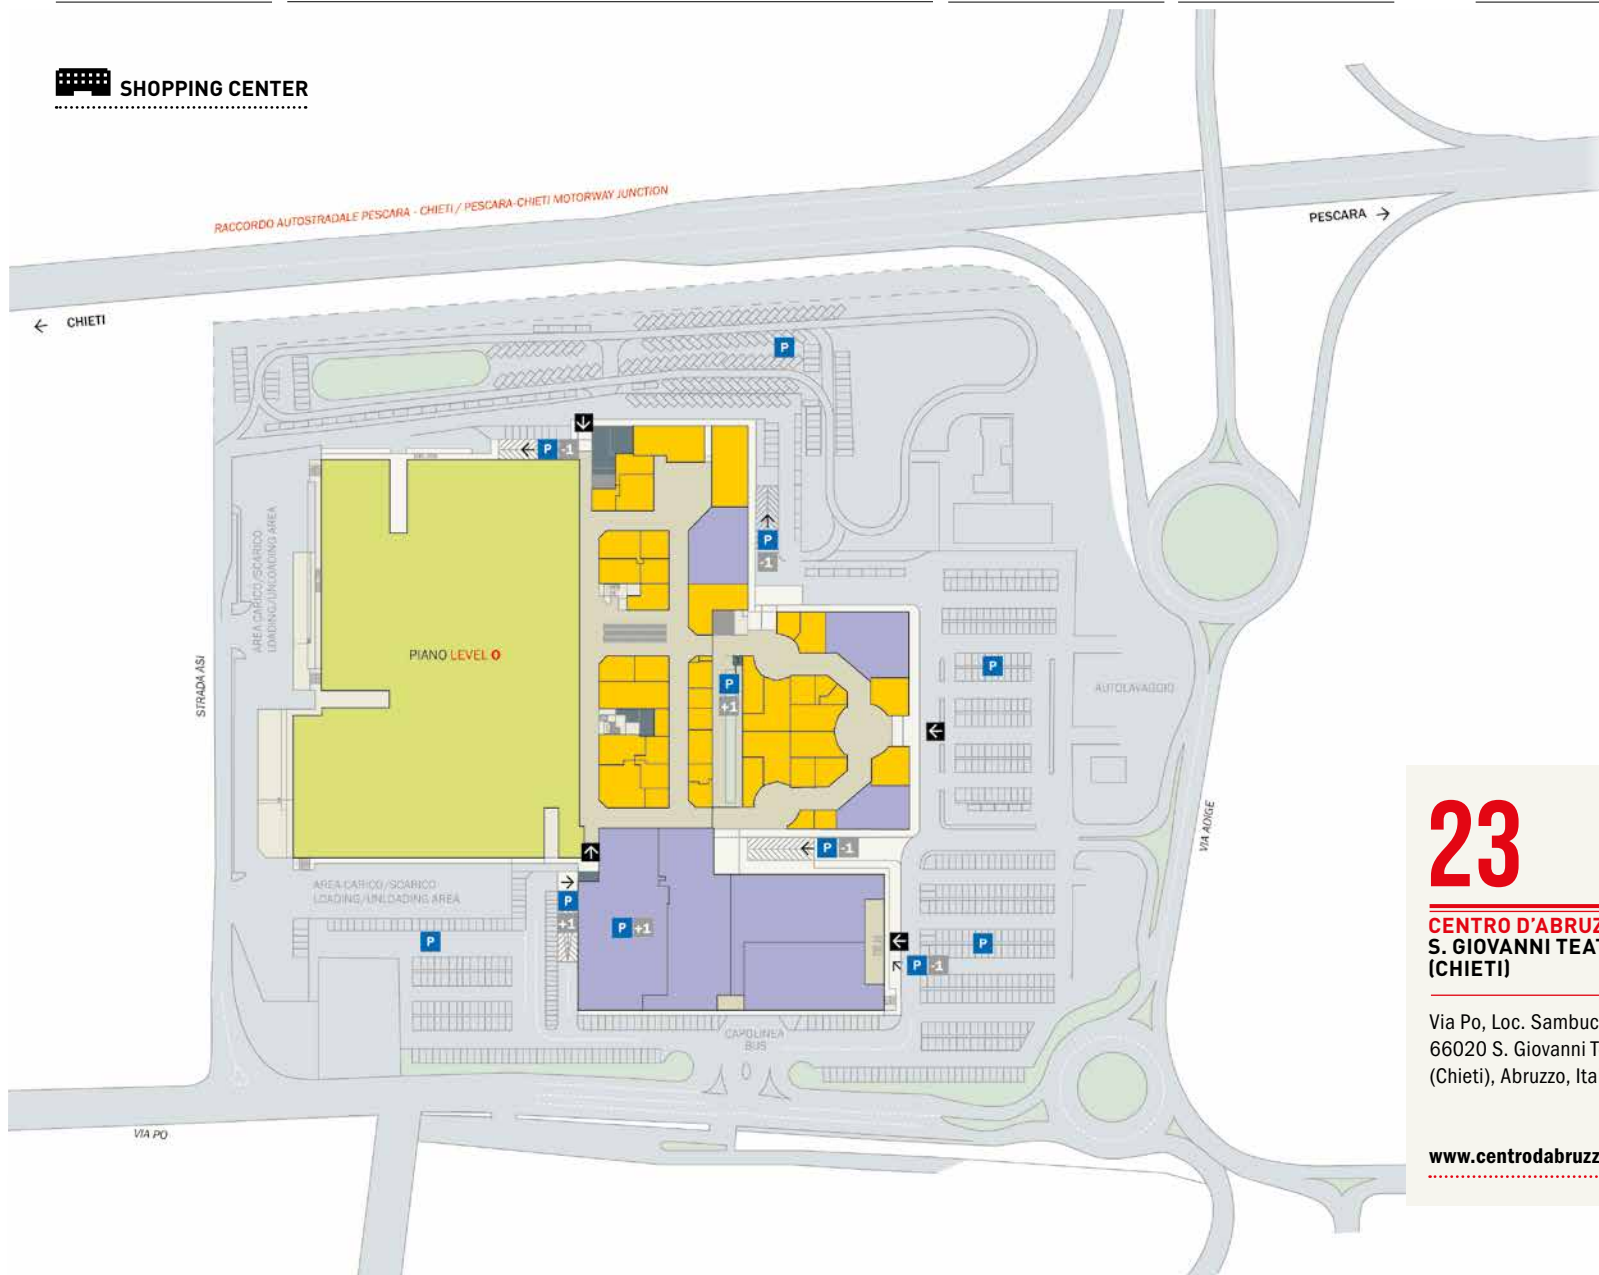 SHOPPING CENTER
RACCORDO AUTOSTRADALE PESCARA - CHIETI / PESCARA-CHIETI MOTORWAY JUNCTION
PESCARA →
← CHIETI
P
P -1
P
-1
AREA CARICO/SCARICO
LOADING/UNLOADING AREA
STRADA ASI
PIANO LEVEL 0
P
+1
P
AUTOLAVAGGIO
VIA ADIGE
P -1
AREA CARICO/SCARICO
LOADING/UNLOADING AREA
P
+1
P +1
P
P
P -1
CAPOLINEA
BUS
VIA PO
23
CENTRO D'ABRUZ
S. GIOVANNI TEAT
(CHIETI)
Via Po, Loc. Sambuc
66020 S. Giovanni T
(Chieti), Abruzzo, Ita
www.centrodabruzz